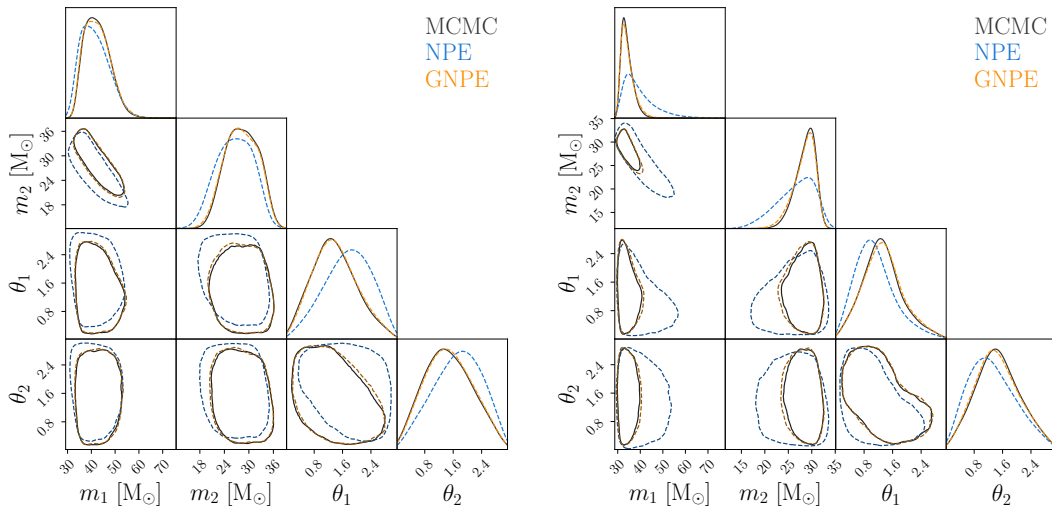 MCMC
NPE
GNPE
36
30
24
18
m₂ [M⊙]
2.4
1.6
0.8
θ₁
2.4
1.6
0.8
θ₂
30 40 50 60 70
18 24 30 36
0.8 1.6 2.4
0.8 1.6 2.4
m₁ [M⊙] m₂ [M⊙] θ₁ θ₂
MCMC
NPE
GNPE
35
30
25
20
15
m₂ [M⊙]
2.4
1.6
0.8
θ₁
2.4
1.6
0.8
θ₂
30 40 50 60 70
15 20 25 30 35
0.8 1.6 2.4
0.8 1.6 2.4
m₁ [M⊙] m₂ [M⊙] θ₁ θ₂